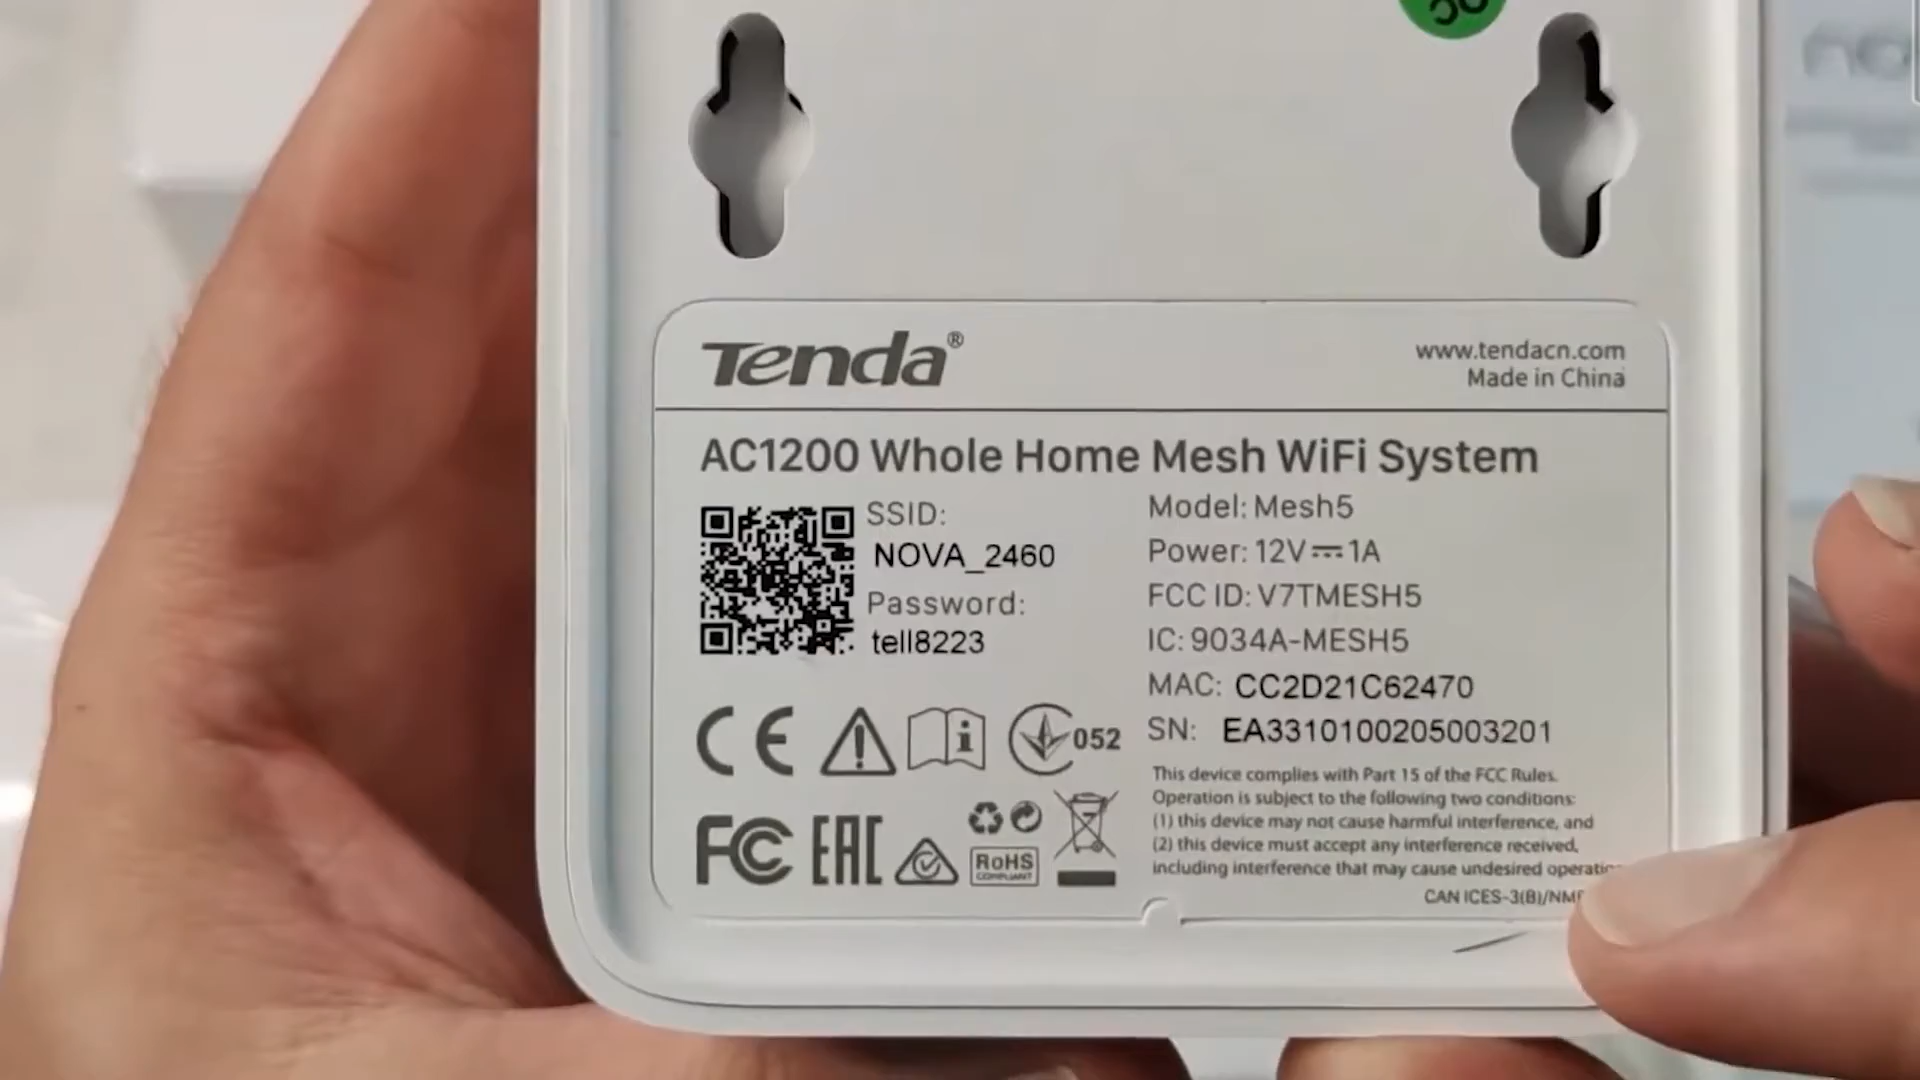 Tenda®
www.tendacn.com
Made in China
AC1200 Whole Home Mesh WiFi System
SSID:
NOVA_2460
Password:
tell8223
Model: Mesh5
Power: 12V⎓1A
FCC ID: V7TMESH5
IC: 9034A-MESH5
MAC: CC2D21C62470
SN: EA3310100205003201
CE
052
FC EAC
RoHS
COMPLIANT
This device complies with Part 15 of the FCC Rules.
Operation is subject to the following two conditions:
(1) this device may not cause harmful interference, and
(2) this device must accept any interference received,
including interference that may cause undesired
CAN ICES-3(B)/